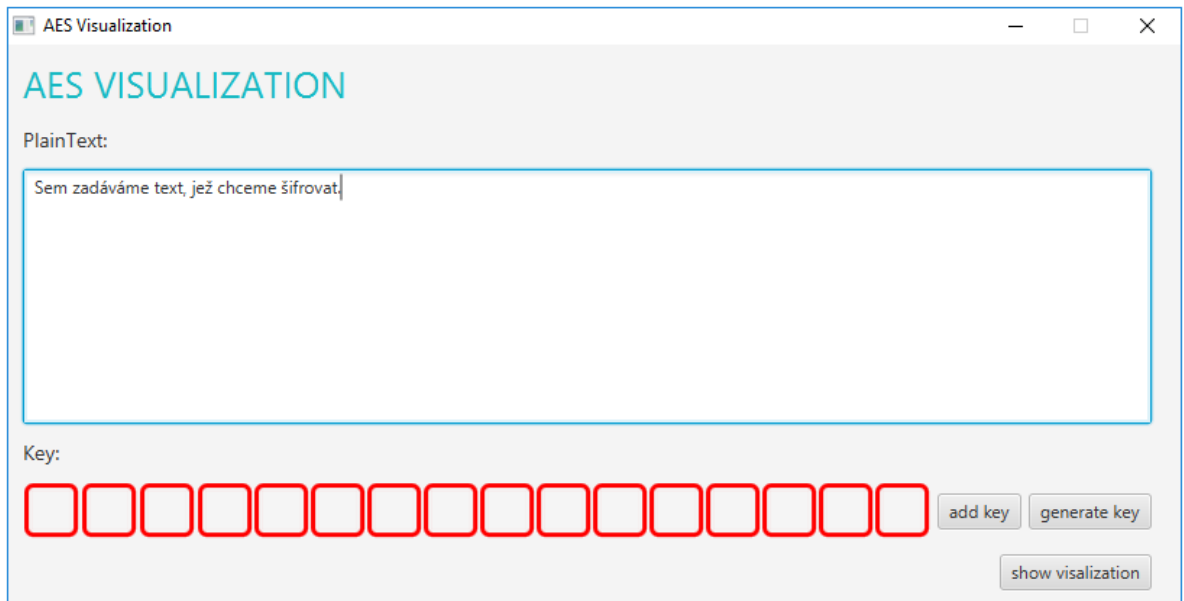 AES Visualization
AES VISUALIZATION
PlainText:
Sem zadáváme text, jež chceme šifrovat.
Key:
add key generate key
show visalization